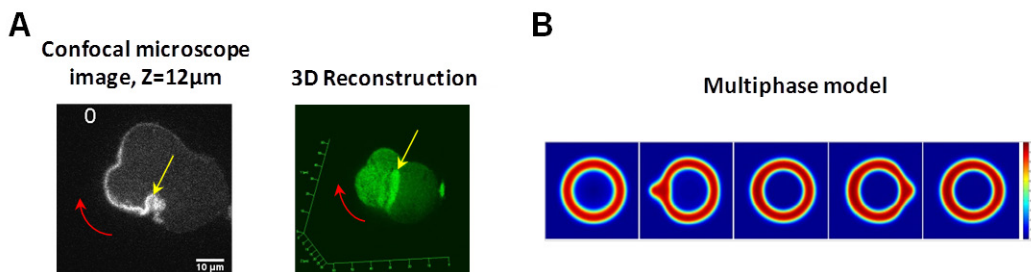 A
Confocal microscope
image, Z=12µm
3D Reconstruction
0
10 µm
B
Multiphase model